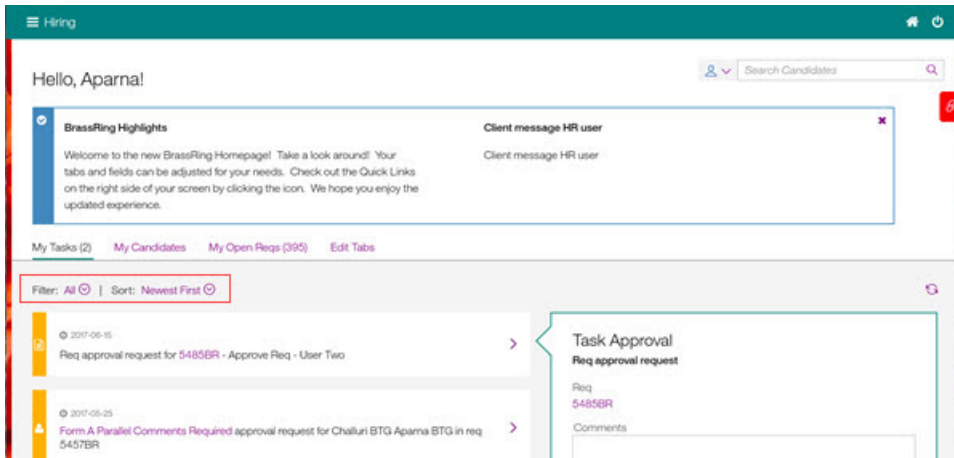 Hiring
Hello, Aparna!
Search Candidates
BrassRing Highlights
Welcome to the new BrassRing Homepage! Take a look around! Your
tabs and fields can be adjusted for your needs. Check out the Quick Links
on the right side of your screen by clicking the icon. We hope you enjoy the
updated experience.
Client message HR user
Client message HR user
My Tasks (2) My Candidates My Open Reqs (395) Edit Tabs
Filter: All | Sort: Newest First
2017-06-15
Req approval request for 5485BR - Approve Req - User Two
2017-05-25
Form A Parallel Comments Required approval request for Challuri BTG Aparna BTG in req
5457BR
Task Approval
Req approval request
Req
5485BR
Comments